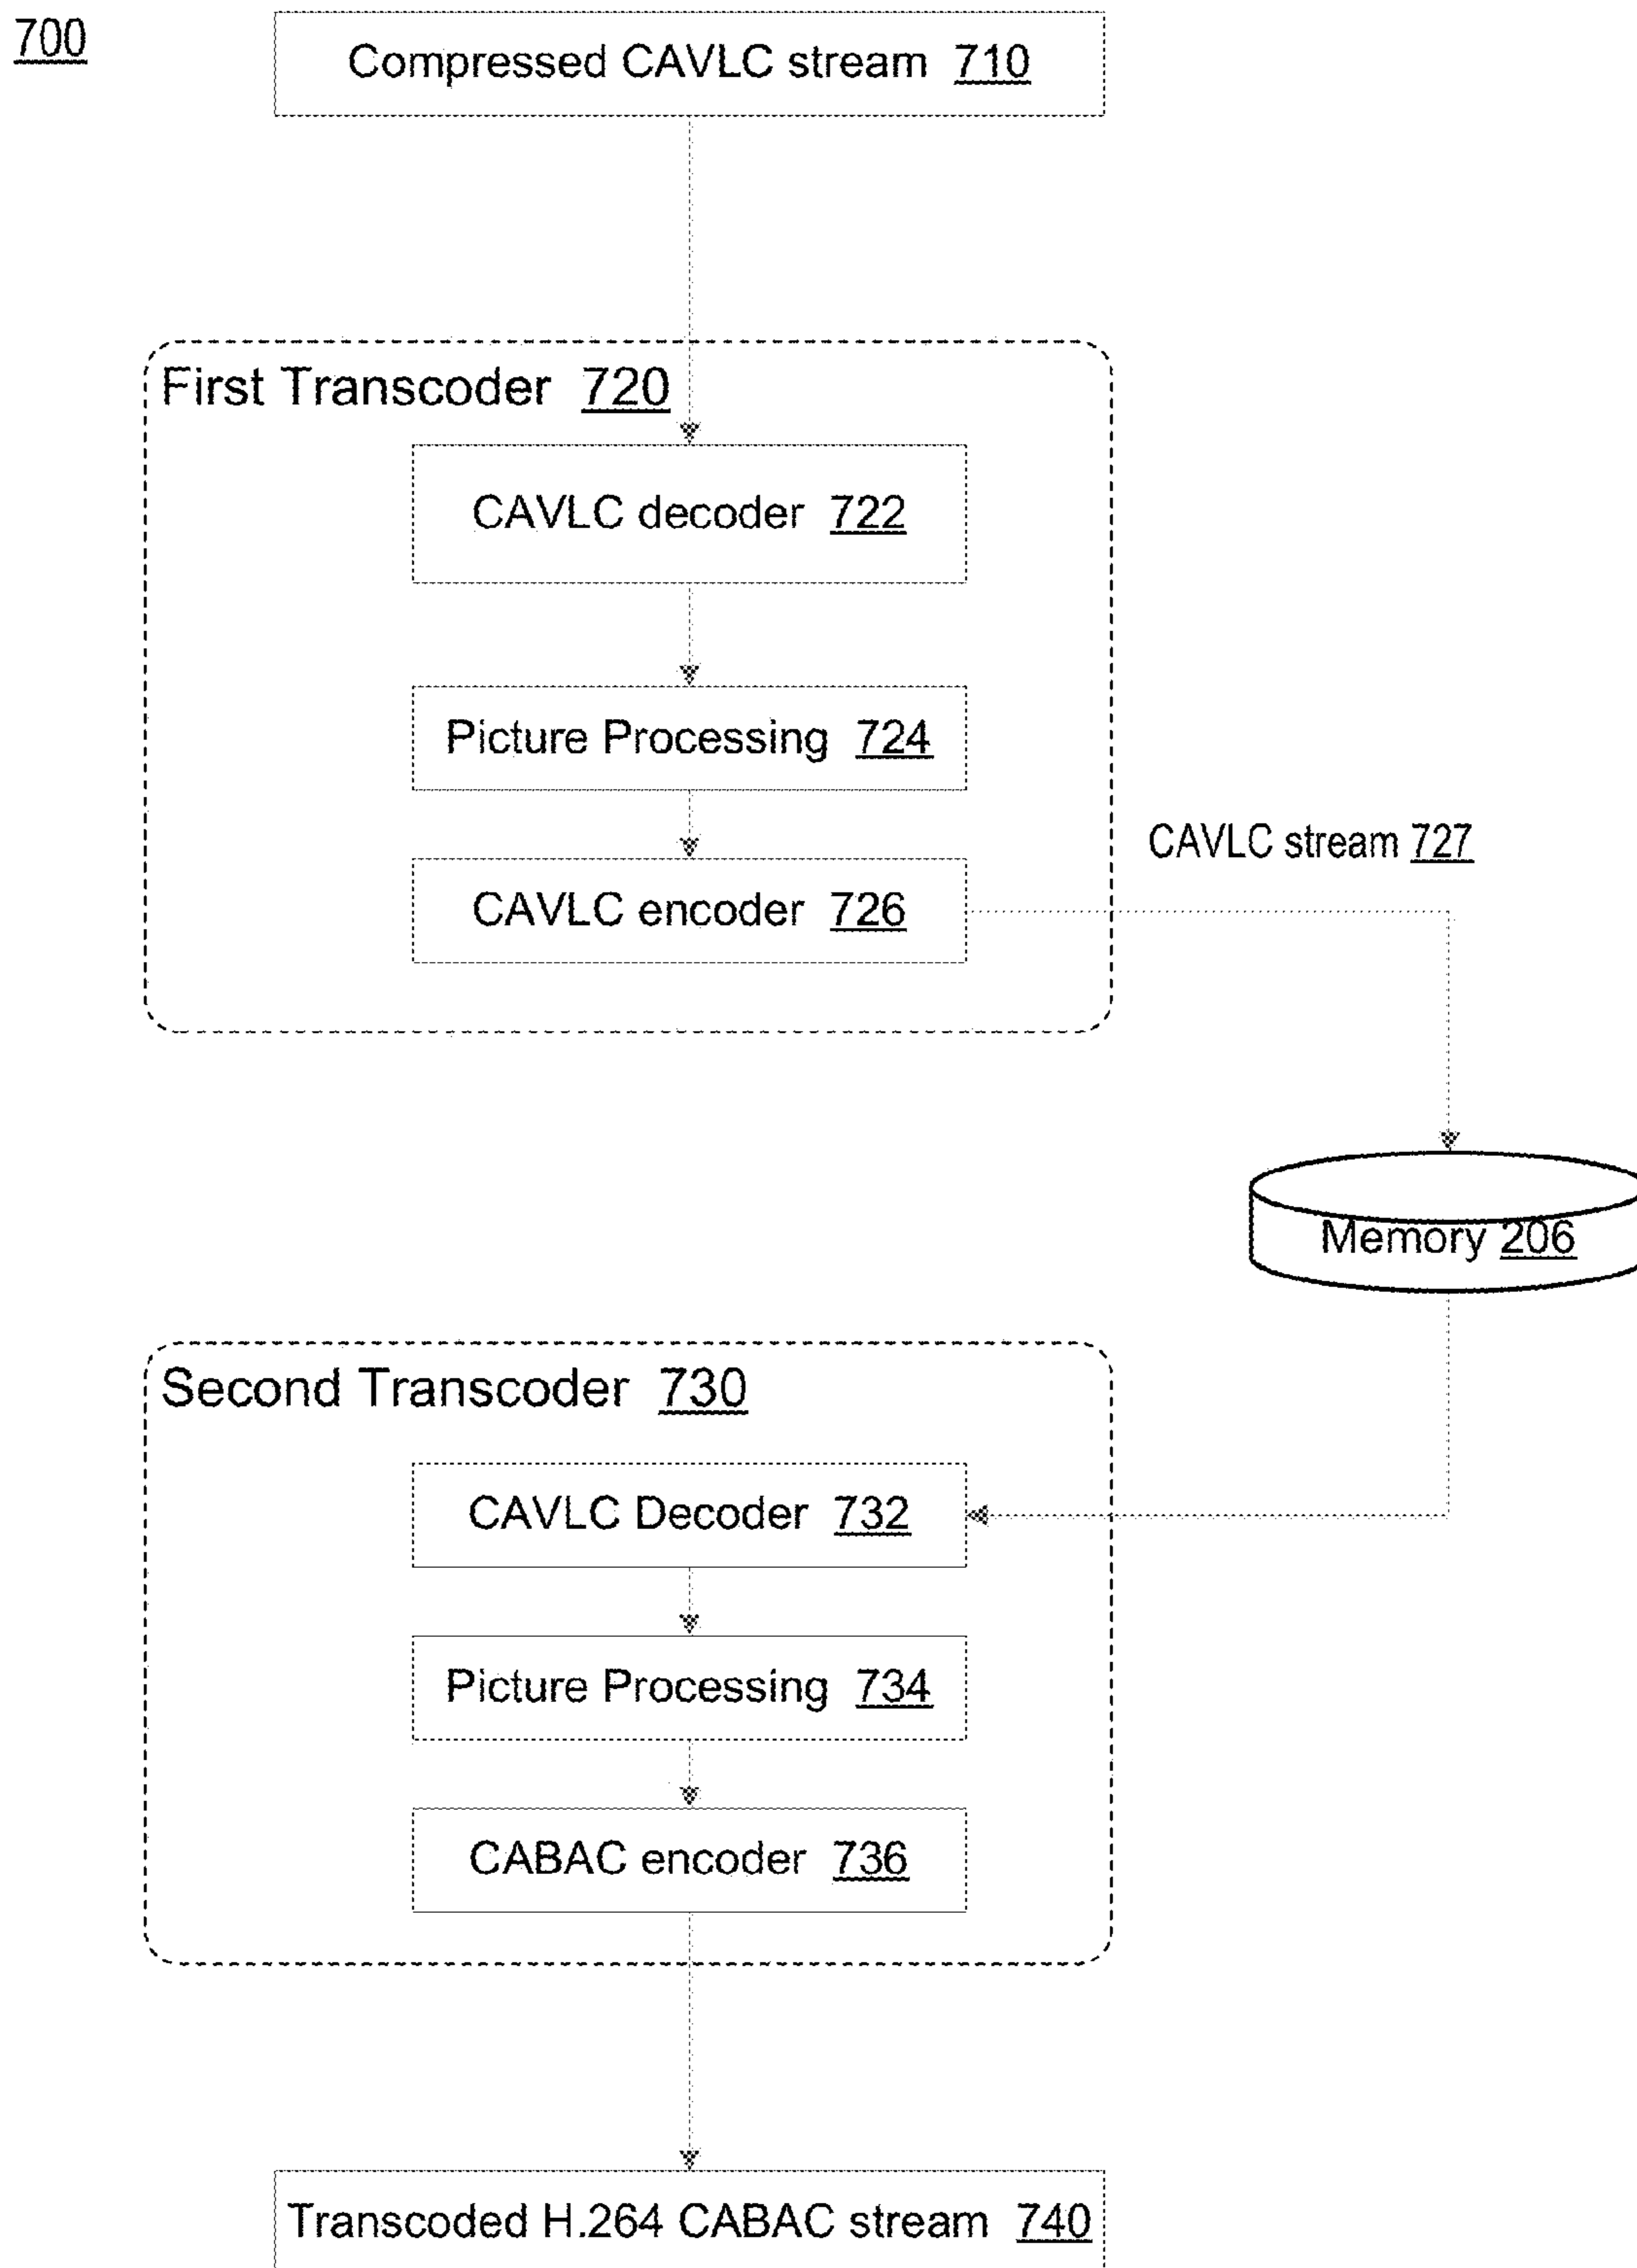 700
Compressed CAVLC stream 710
First Transcoder 720
CAVLC decoder 722
Picture Processing 724
CAVLC stream 727
CAVLC encoder 726
Memory 206
Second Transcoder 730
CAVLC Decoder 732
Picture Processing 734
CABAC encoder 736
Transcoded H.264 CABAC stream 740